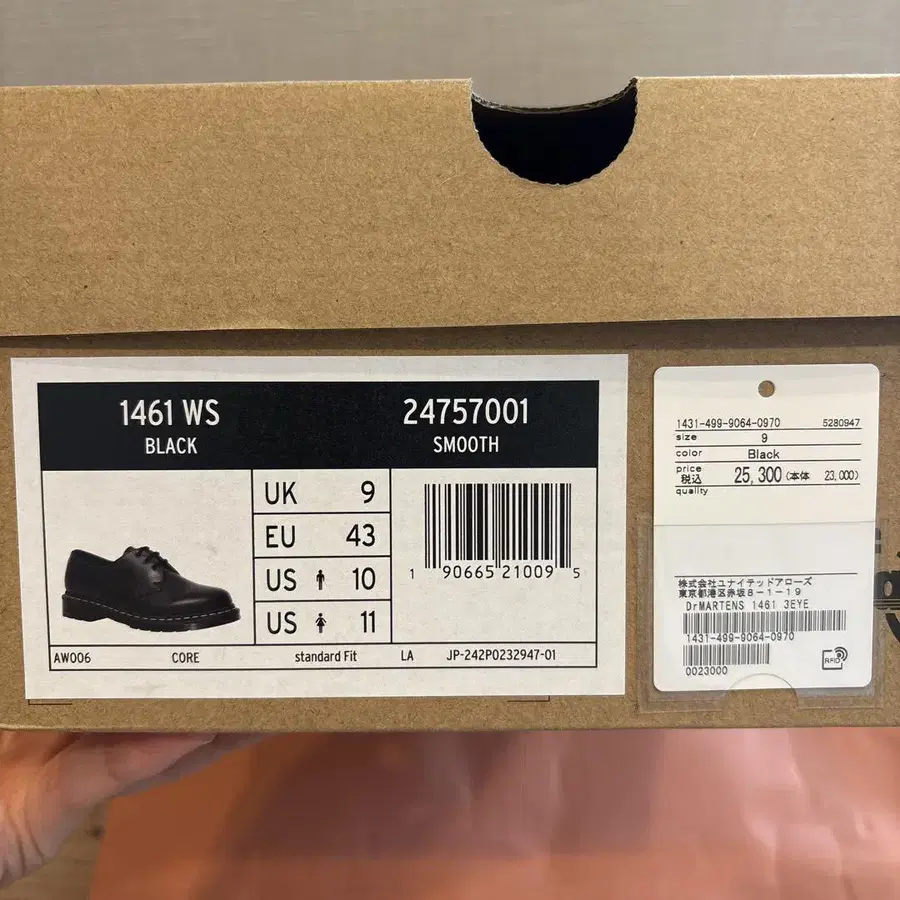 1461 WS
BLACK
24757001
SMOOTH
UK 9
EU 43
US 10
US 11
1 90665 21009 5
AW006 CORE standard Fit LA JP-242P0232947-01
1431-499-9064-0970 5280947
size 9
color Black
price 税込 25,300 (本体 23,000)
quality
株式会社ユナイテッドアローズ
東京都港区赤坂8-1-19
DrMARTENS 1461 3EYE
1431-499-9064-0970
0023000
RFID